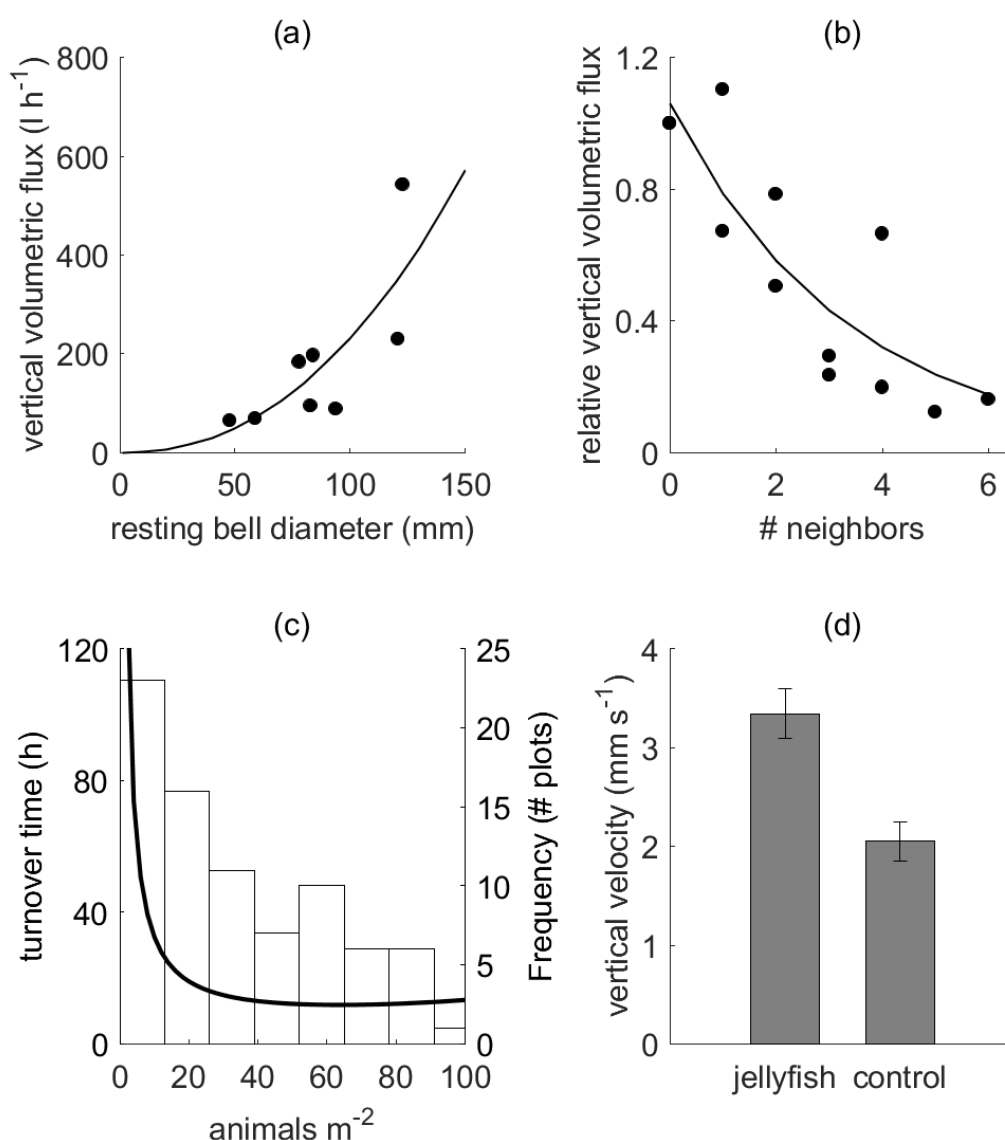 (a)
vertical volumetric flux (l h⁻¹)
800
600
400
200
0
0 50 100 150
resting bell diameter (mm)
(b)
relative vertical volumetric flux
1.2
0.8
0.4
0
0 2 4 6
# neighbors
(c)
turnover time (h)
120
80
40
0
25
20
15
10
5
0
Frequency (# plots)
0 20 40 60 80 100
animals m⁻²
(d)
vertical velocity (mm s⁻¹)
4
3
2
1
0
jellyfish control